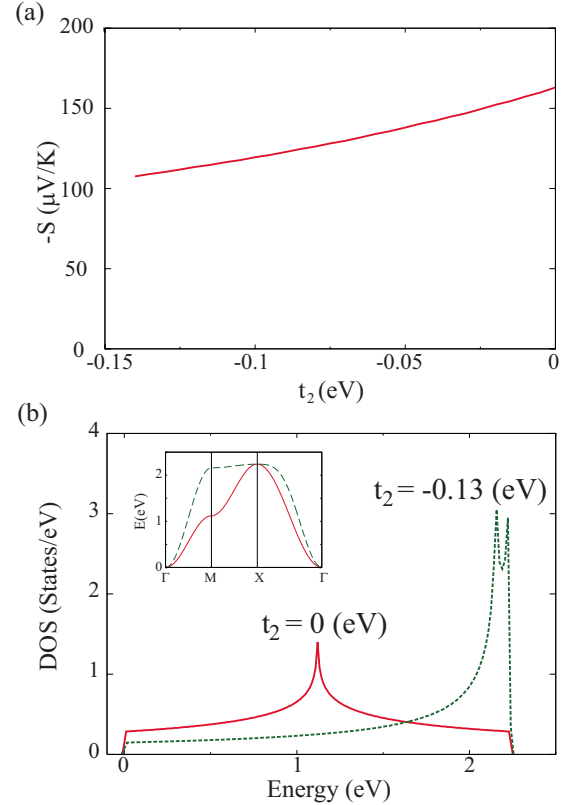 (a)
200
150
100
50
0
-S (μV/K)
-0.15
-0.1
-0.05
0
t2 (eV)
(b)
4
3
2
1
0
DOS (States/eV)
2
1
0
E(eV)
Γ
M
X
Γ
t2 = -0.13 (eV)
t2 = 0 (eV)
0
1
2
Energy (eV)